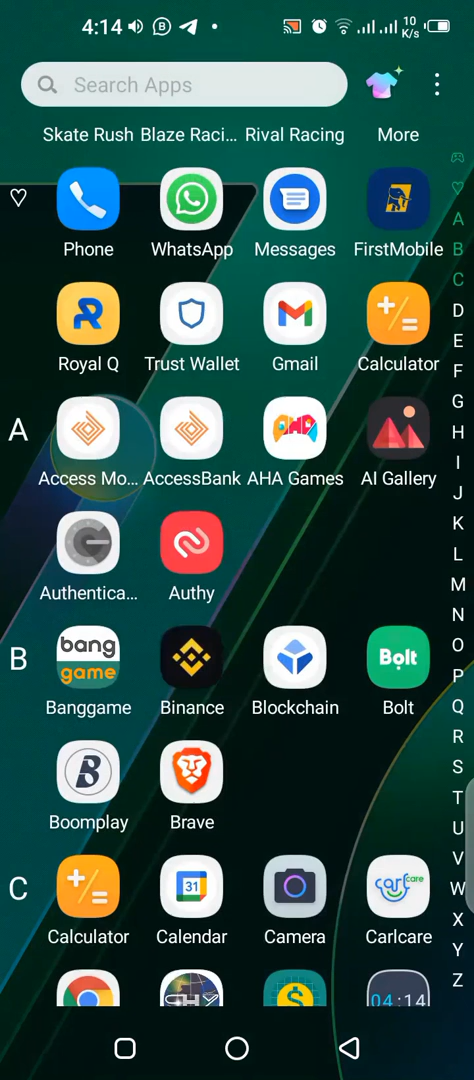 4:14
10
K/s
Search Apps
Skate Rush Blaze Raci... Rival Racing More
Phone WhatsApp Messages FirstMobile
A
B
C
D
Royal Q Trust Wallet Gmail Calculator
E
F
G
A
H
Access Mo... AccessBank AHA Games AI Gallery
I
J
K
L
Authentica... Authy
M
N
B
bang
game
Bolt
O
P
Banggame Binance Blockchain Bolt
Q
R
S
B
T
Boomplay Brave
U
V
C
31
carl care
W
X
Calculator Calendar Camera Carlcare
Y
Z
04:14